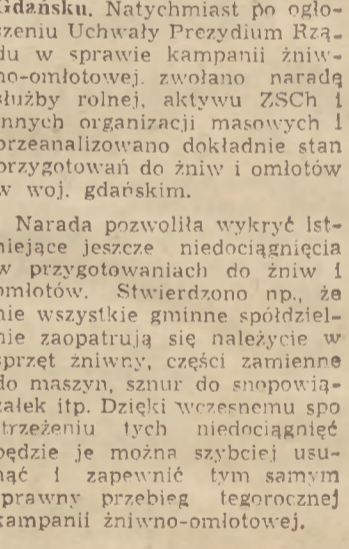 Gdańsku. Natychmiast po ogło-
szeniu Uchwały Prezydium Rzą-
du w sprawie kampanii żniw-
no-omłotowej. zwołano naradę
służby rolnej, aktywu ZSCh i
innych organizacji masowych i
przeanalizowano dokładnie stan
przygotowań do żniw i omłotów
w woj. gdańskim.
Narada pozwoliła wykryć ist-
niejące jeszcze niedociągnięcia
w przygotowaniach do żniw i
omłotów. Stwierdzono np., że
nie wszystkie gminne spółdziel-
nie zaopatrują się należycie w
sprzęt żniwny, części zamienne
do maszyn, sznur do snopowią-
załek itp. Dzięki wczesnemu spo
strzeżeniu tych niedociągnięć
będzie je można szybciej usu-
nąć i zapewnić tym samym
sprawny przebieg tegorocznej
kampanii żniwno-omłotowej.